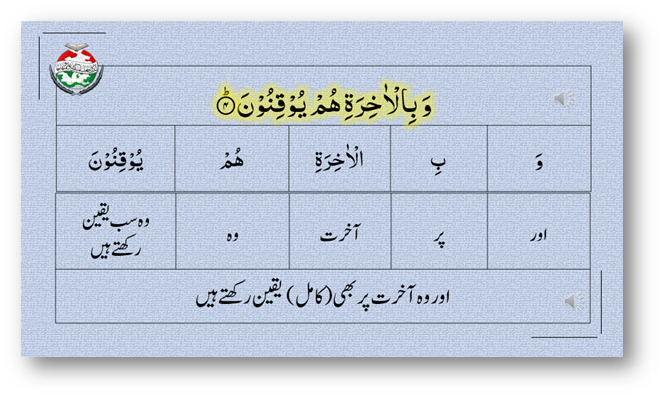 وَ بِالْاٰخِرَةِ هُمْ يُوْقِنُوْنَ ؕ۝۴
وَ بِ الْاٰخِرَةِ هُمْ يُوْقِنُوْنَ
اور پر آخرت وہ وہ سب یقین رکھتے ہیں
اور وہ آخرت پر بھی (کامل) یقین رکھتے ہیں